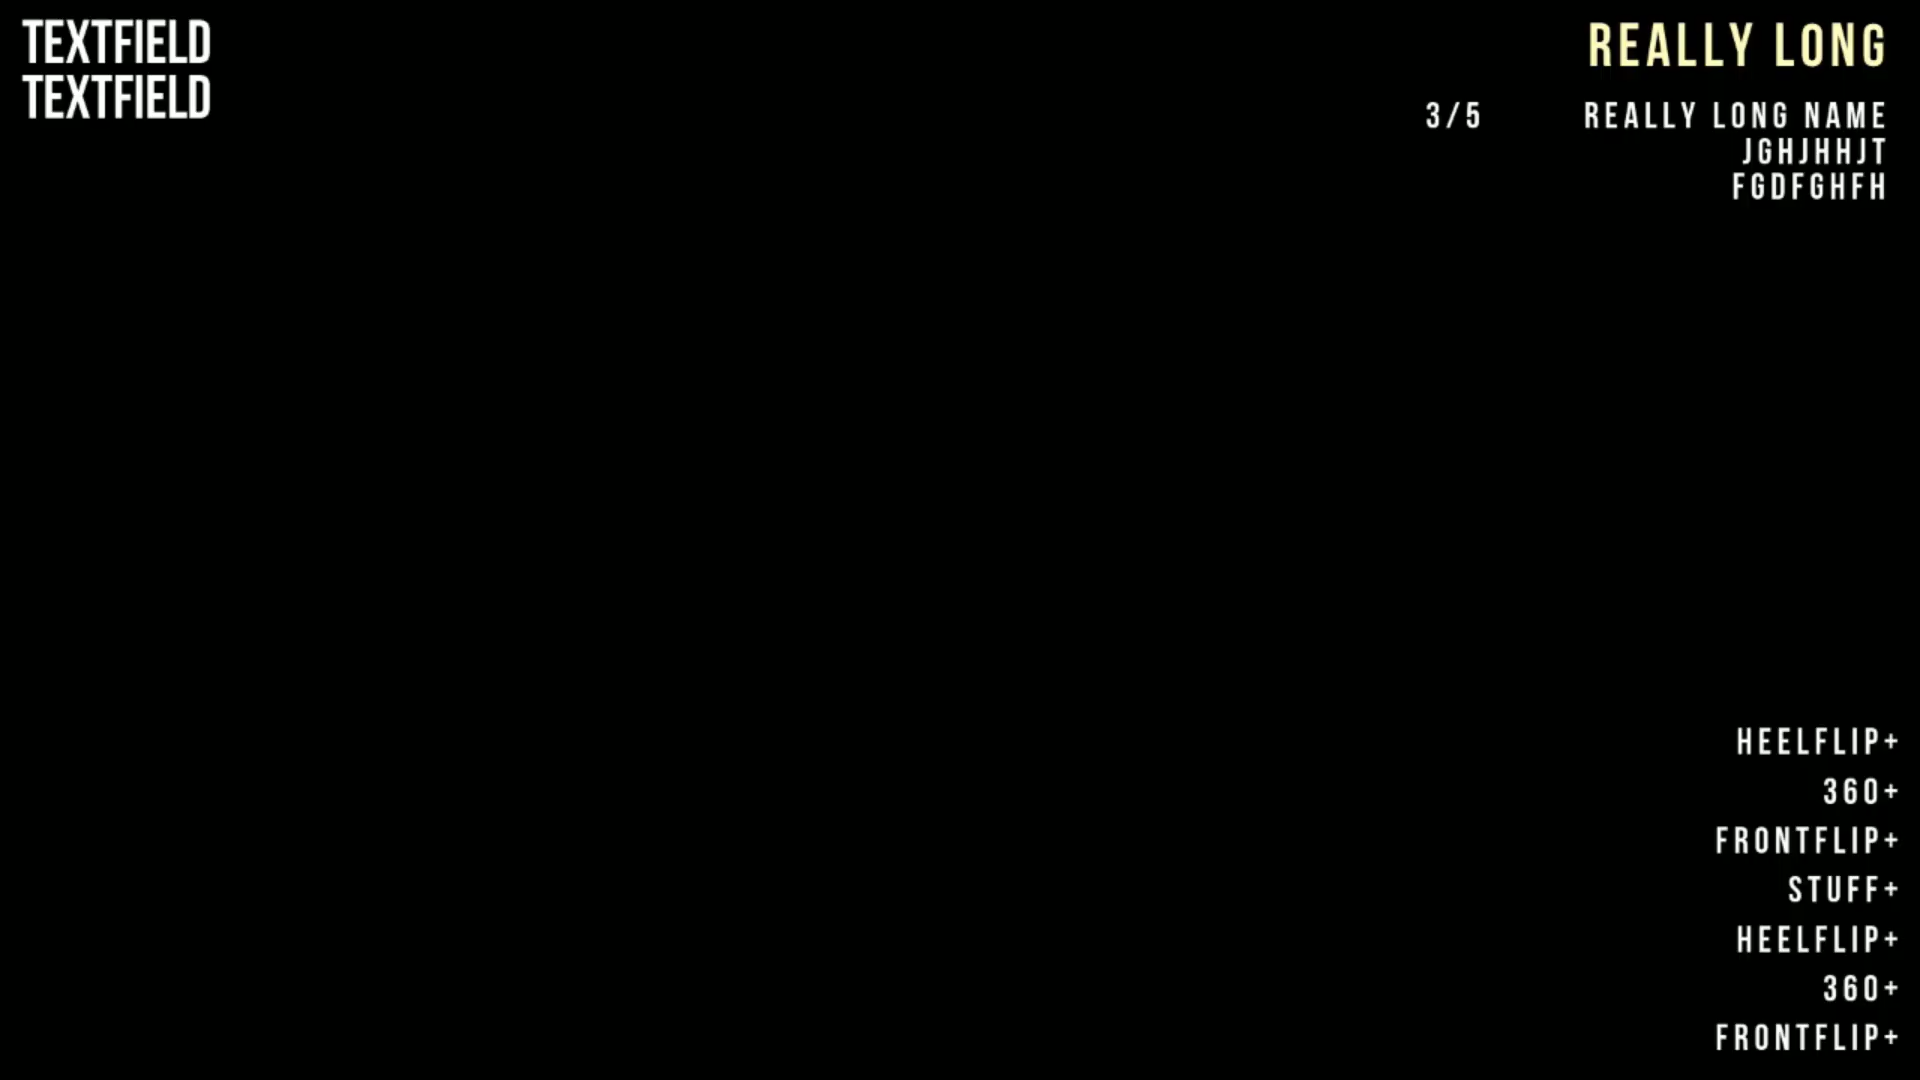 TEXTFIELD
TEXTFIELD
REALLY LONG
3/5 REALLY LONG NAME
JGHJHHJT
FGDFGHFH
HEELFLIP+
360+
FRONTFLIP+
STUFF+
HEELFLIP+
360+
FRONTFLIP+